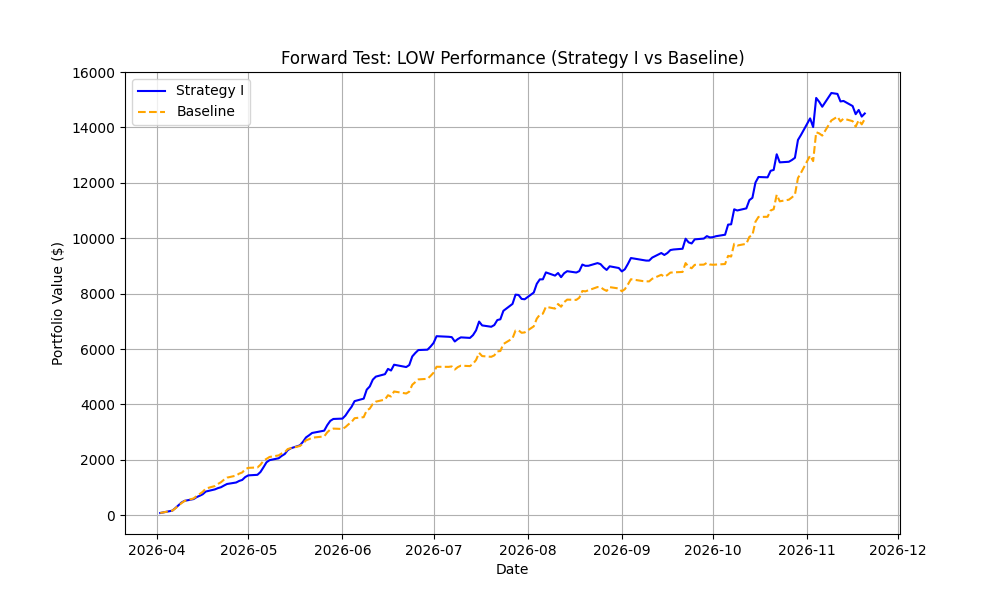 Forward Test: LOW Performance (Strategy I vs Baseline)
Strategy I
Baseline
Portfolio Value ($)
16000
14000
12000
10000
8000
6000
4000
2000
0
2026-04 2026-05 2026-06 2026-07 2026-08 2026-09 2026-10 2026-11 2026-12
Date